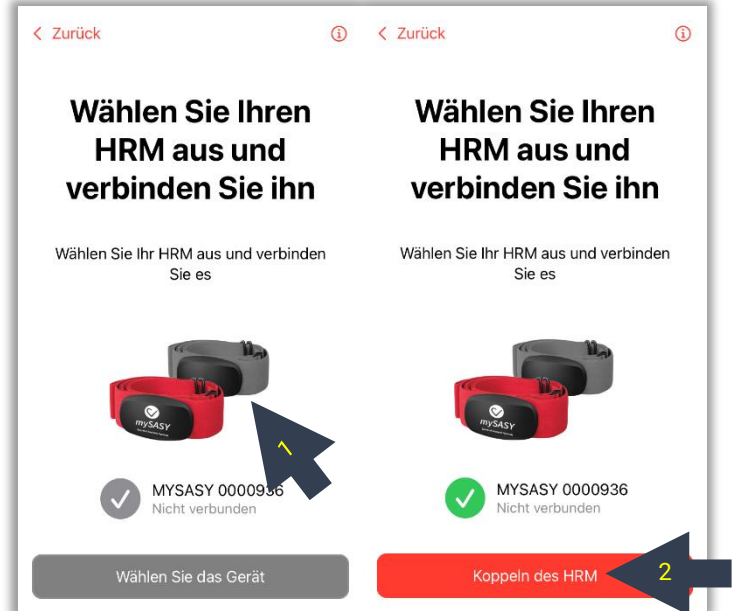 Zurück
Wählen Sie Ihren
HRM aus und
verbinden Sie ihn
Wählen Sie Ihr HRM aus und verbinden
Sie es
mySASY
1
MYSASY 0000936
Nicht verbunden
Wählen Sie das Gerät
Zurück
Wählen Sie Ihren
HRM aus und
verbinden Sie ihn
Wählen Sie Ihr HRM aus und verbinden
Sie es
mySASY
MYSASY 0000936
Nicht verbunden
Koppeln des HRM
2